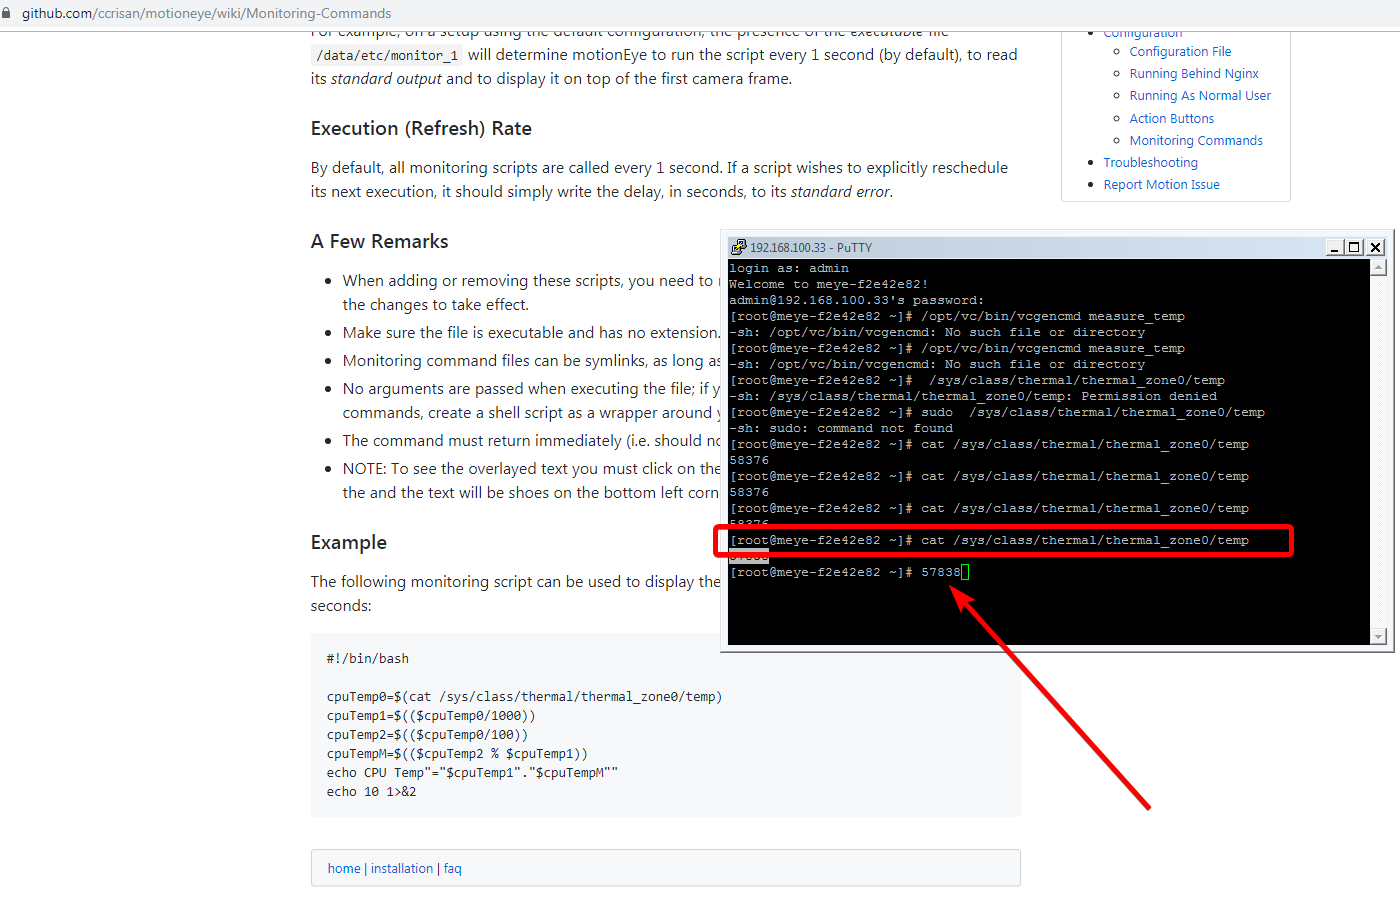 github.com/ccrisan/motioneye/wiki/Monitoring-Commands
For example, on a setup using the default configuration, the presence of the executable file
/data/etc/monitor_1 will determine motionEye to run the script every 1 second (by default), to read
its standard output and to display it on top of the first camera frame.
Execution (Refresh) Rate
By default, all monitoring scripts are called every 1 second. If a script wishes to explicitly reschedule
its next execution, it should simply write the delay, in seconds, to its standard error.
A Few Remarks
When adding or removing these scripts, you need to
the changes to take effect.
Make sure the file is executable and has no extension.
Monitoring command files can be symlinks, as long as
No arguments are passed when executing the file; if
commands, create a shell script as a wrapper around
The command must return immediately (i.e. should
NOTE: To see the overlayed text you must click on the
the and the text will be shoes on the bottom left
Example
The following monitoring script can be used to display the
seconds:
#!/bin/bash
cpuTemp0=$(cat /sys/class/thermal/thermal_zone0/temp)
cpuTemp1=$(($cpuTemp0/1000))
cpuTemp2=$(($cpuTemp0/100))
cpuTempM=$(($cpuTemp2 % $cpuTemp1))
echo CPU Temp"="$cpuTemp1"."$cpuTempM""
echo 10 1>&2
home | installation | faq
Configuration
Configuration File
Running Behind Nginx
Running As Normal User
Action Buttons
Monitoring Commands
Troubleshooting
Report Motion Issue
192.168.100.33 - PuTTY
login as: admin
Welcome to meye-f2e42e82!
admin@192.168.100.33's password:
[root@meye-f2e42e82 ~]# /opt/vc/bin/vcgencmd measure_temp
-sh: /opt/vc/bin/vcgencmd: No such file or directory
[root@meye-f2e42e82 ~]# /opt/vc/bin/vcgencmd measure_temp
-sh: /opt/vc/bin/vcgencmd: No such file or directory
[root@meye-f2e42e82 ~]#  /sys/class/thermal/thermal_zone0/temp
-sh: /sys/class/thermal/thermal_zone0/temp: Permission denied
[root@meye-f2e42e82 ~]# sudo  /sys/class/thermal/thermal_zone0/temp
-sh: sudo: command not found
[root@meye-f2e42e82 ~]# cat /sys/class/thermal/thermal_zone0/temp
58376
[root@meye-f2e42e82 ~]# cat /sys/class/thermal/thermal_zone0/temp
58376
[root@meye-f2e42e82 ~]# cat /sys/class/thermal/thermal_zone0/temp
58376
[root@meye-f2e42e82 ~]# cat /sys/class/thermal/thermal_zone0/temp
[root@meye-f2e42e82 ~]# 57838